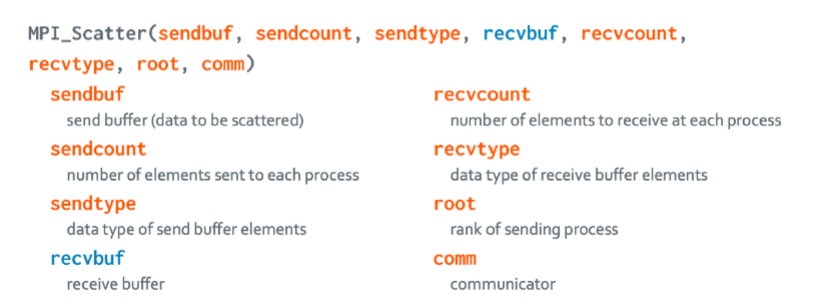 MPI_Scatter(sendbuf, sendcount, sendtype, recvbuf, recvcount,
recvtype, root, comm)
sendbuf
send buffer (data to be scattered)
sendcount
number of elements sent to each process
sendtype
data type of send buffer elements
recvbuf
receive buffer
recvcount
number of elements to receive at each process
recvtype
data type of receive buffer elements
root
rank of sending process
comm
communicator